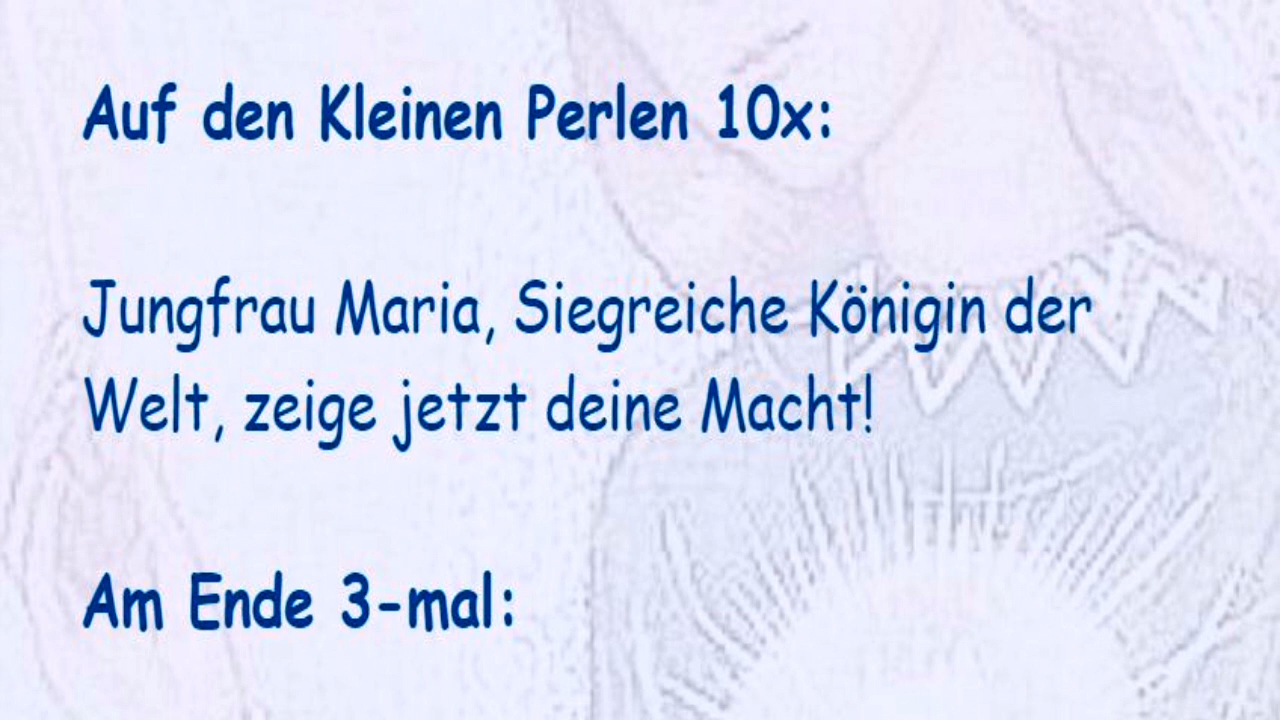 Auf den Kleinen Perlen 10x:
Jungfrau Maria, Siegreiche Königin der
Welt, zeige jetzt deine Macht!
Am Ende 3-mal: